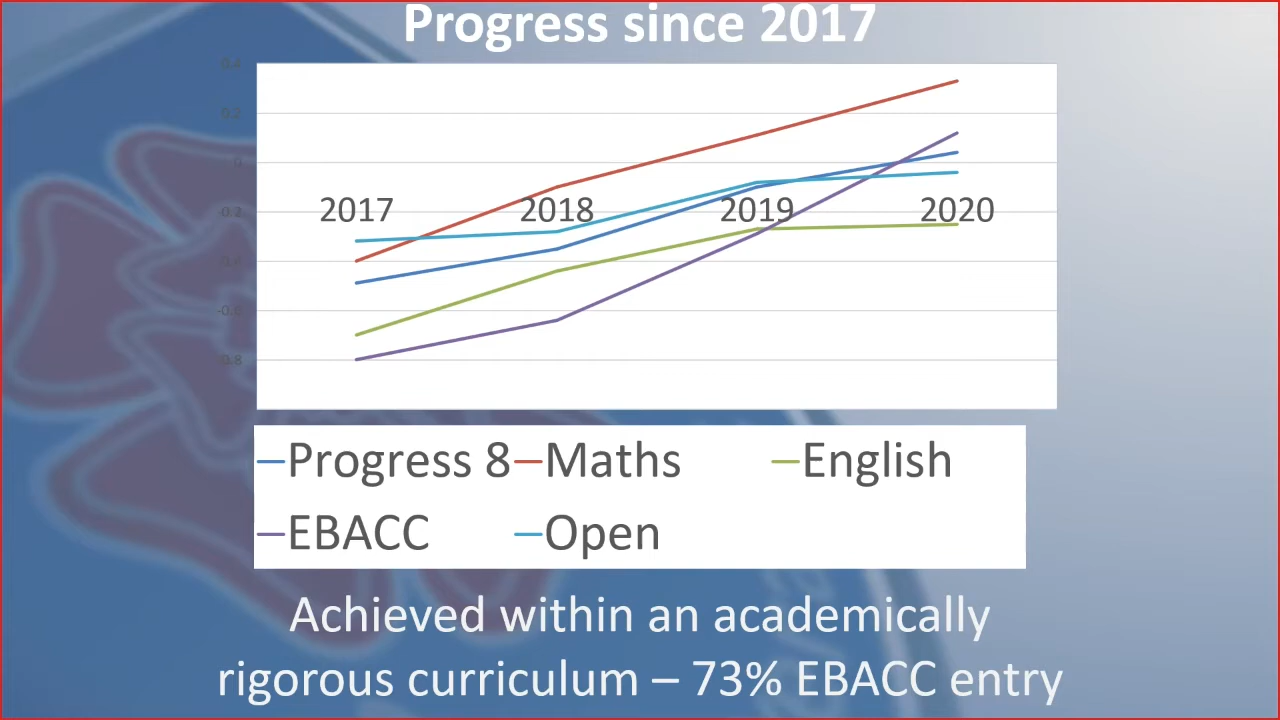 Progress since 2017
0.4
0.2
0
-0.2
-0.4
-0.6
-0.8
2017 2018 2019 2020
Progress 8 Maths English
EBACC Open
Achieved within an academically
rigorous curriculum – 73% EBACC entry